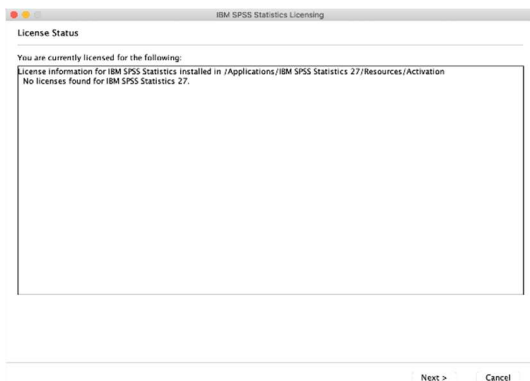 IBM SPSS Statistics Licensing
License Status
You are currently licensed for the following:
License information for IBM SPSS Statistics installed in /Applications/IBM SPSS Statistics 27/Resources/Activation
No licenses found for IBM SPSS Statistics 27.
Next >
Cancel